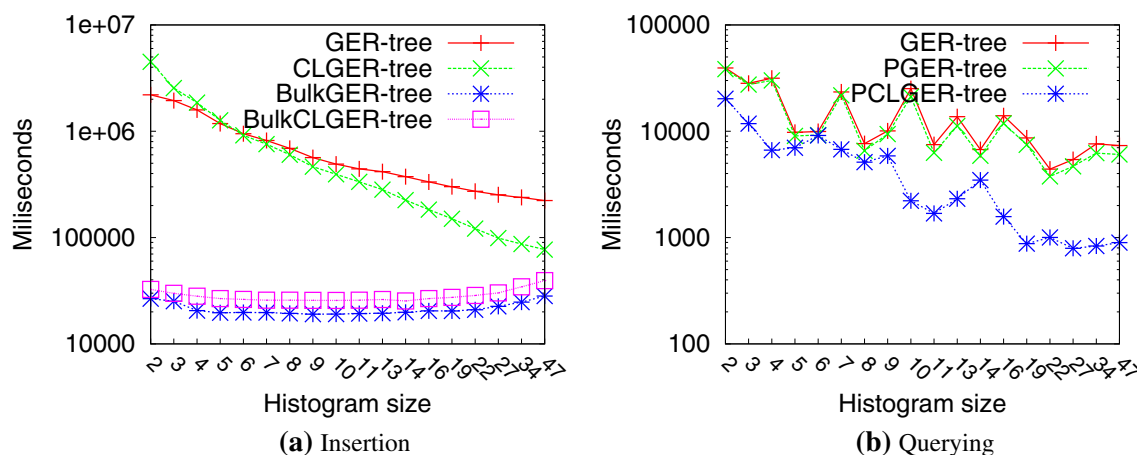 1e+07
1e+06
100000
10000
Miliseconds
GER-tree
CLGER-tree
BulkGER-tree
BulkCLGER-tree
2 3 4 5 6 7 8 9 10 11 13 14 16 19 22 27 34 47
Histogram size
(a) Insertion
100000
10000
1000
100
Miliseconds
GER-tree
PGER-tree
PCLGER-tree
2 3 4 5 6 7 8 9 10 11 13 14 16 19 22 27 34 47
Histogram size
(b) Querying